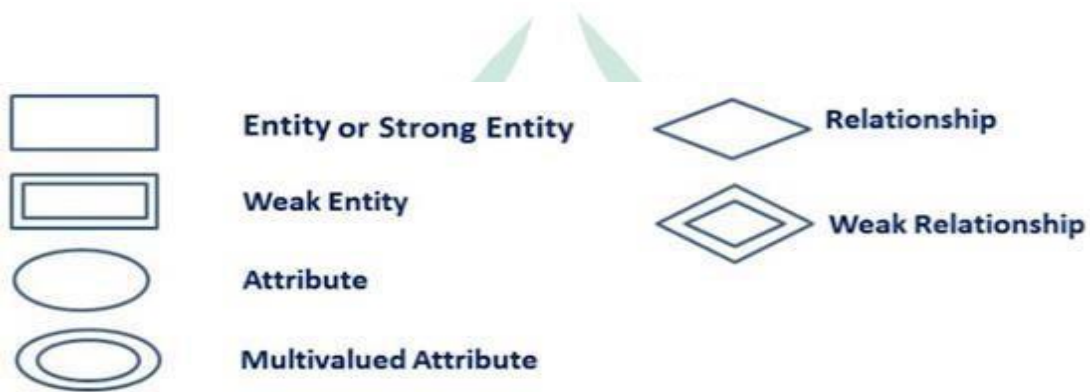 Entity or Strong Entity
Relationship
Weak Entity
Weak Relationship
Attribute
Multivalued Attribute